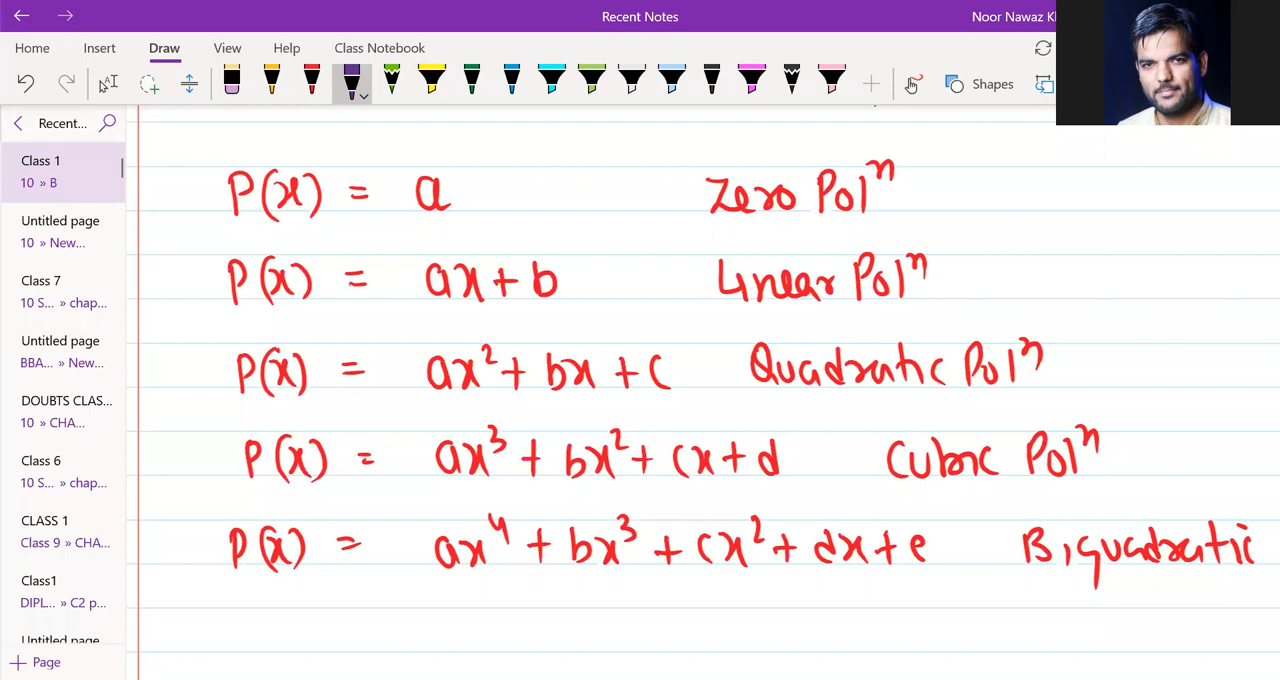 Recent Notes
Noor Nawaz Kh
Home Insert Draw View Help Class Notebook
Shapes
Recent...
Class 1
10 » B
Untitled page
10 » New...
Class 7
10 S... » chap...
Untitled page
BBA... » New...
DOUBTS CLAS...
10 » CHA...
Class 6
10 S... » chap...
CLASS 1
Class 9 » CHA...
Class1
DIPL... » C2 p...
Untitled page
Page
P(x) = a Zero Polⁿ
P(x) = ax + b Linear Polⁿ
P(x) = ax² + bx + c Quadratic Polⁿ
P(x) = ax³ + bx² + cx + d Cubic Polⁿ
P(x) = ax⁴ + bx³ + cx² + dx + e Biquadratic